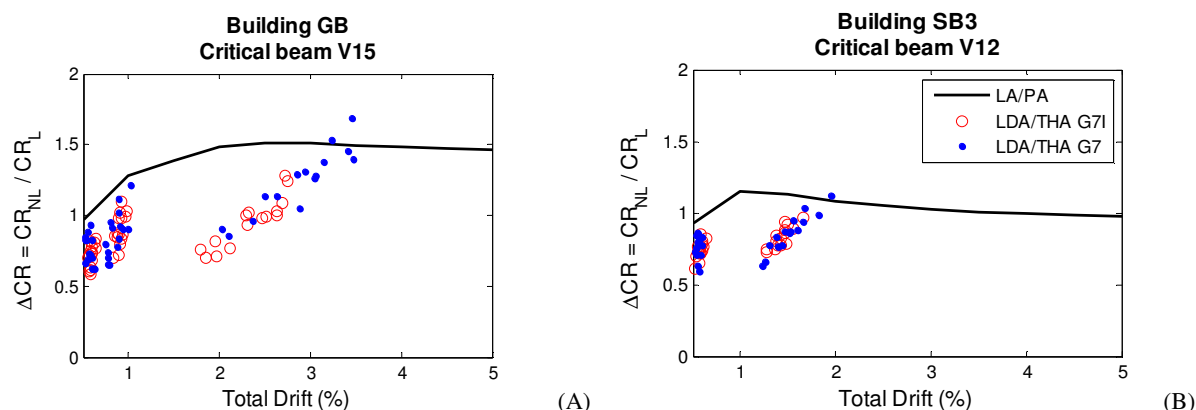 Building GB
Critical beam V15
2
1.5
1
0.5
0
ΔCR = CR_NL / CR_L
1 2 3 4 5
Total Drift (%)
(A)
Building SB3
Critical beam V12
2
1.5
1
0.5
0
ΔCR = CR_NL / CR_L
LA/PA
LDA/THA G7I
LDA/THA G7
1 2 3 4 5
Total Drift (%)
(B)